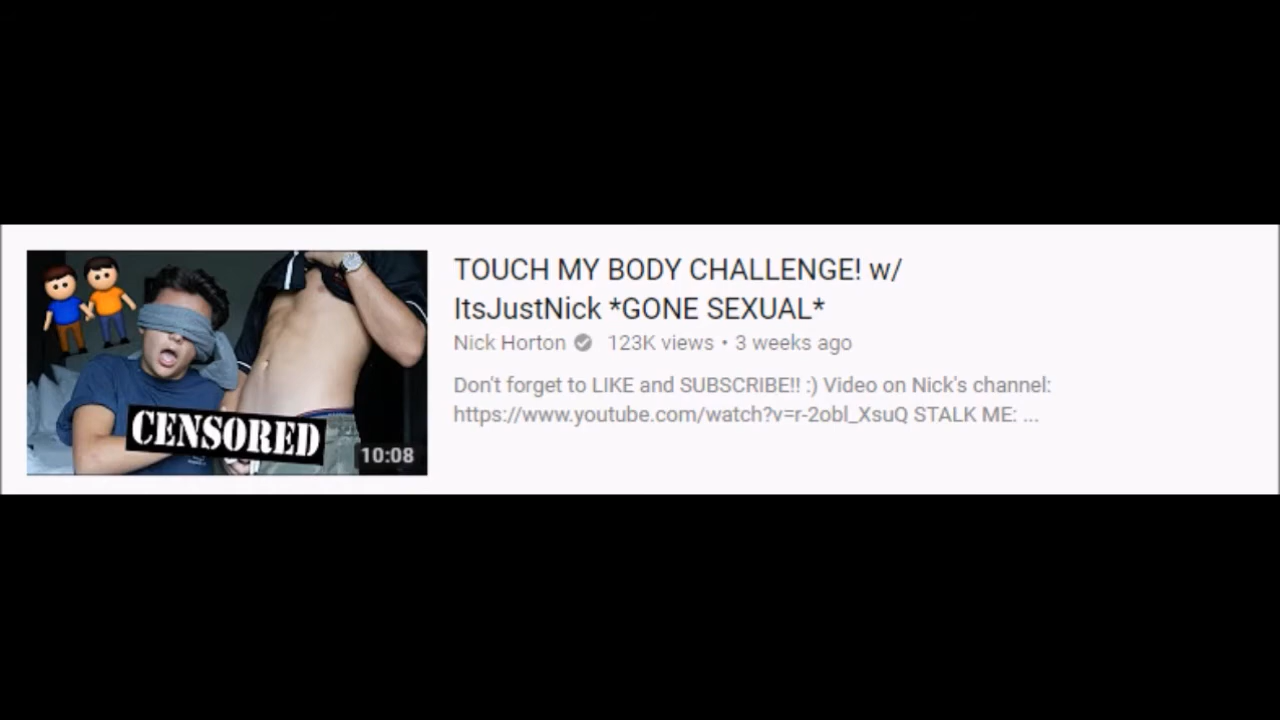 TOUCH MY BODY CHALLENGE! w/
ItsJustNick *GONE SEXUAL*
Nick Horton 123K views • 3 weeks ago
Don't forget to LIKE and SUBSCRIBE!! :) Video on Nick's channel:
https://www.youtube.com/watch?v=r-2obl_XsuQ STALK ME: ...
CENSORED
10:08